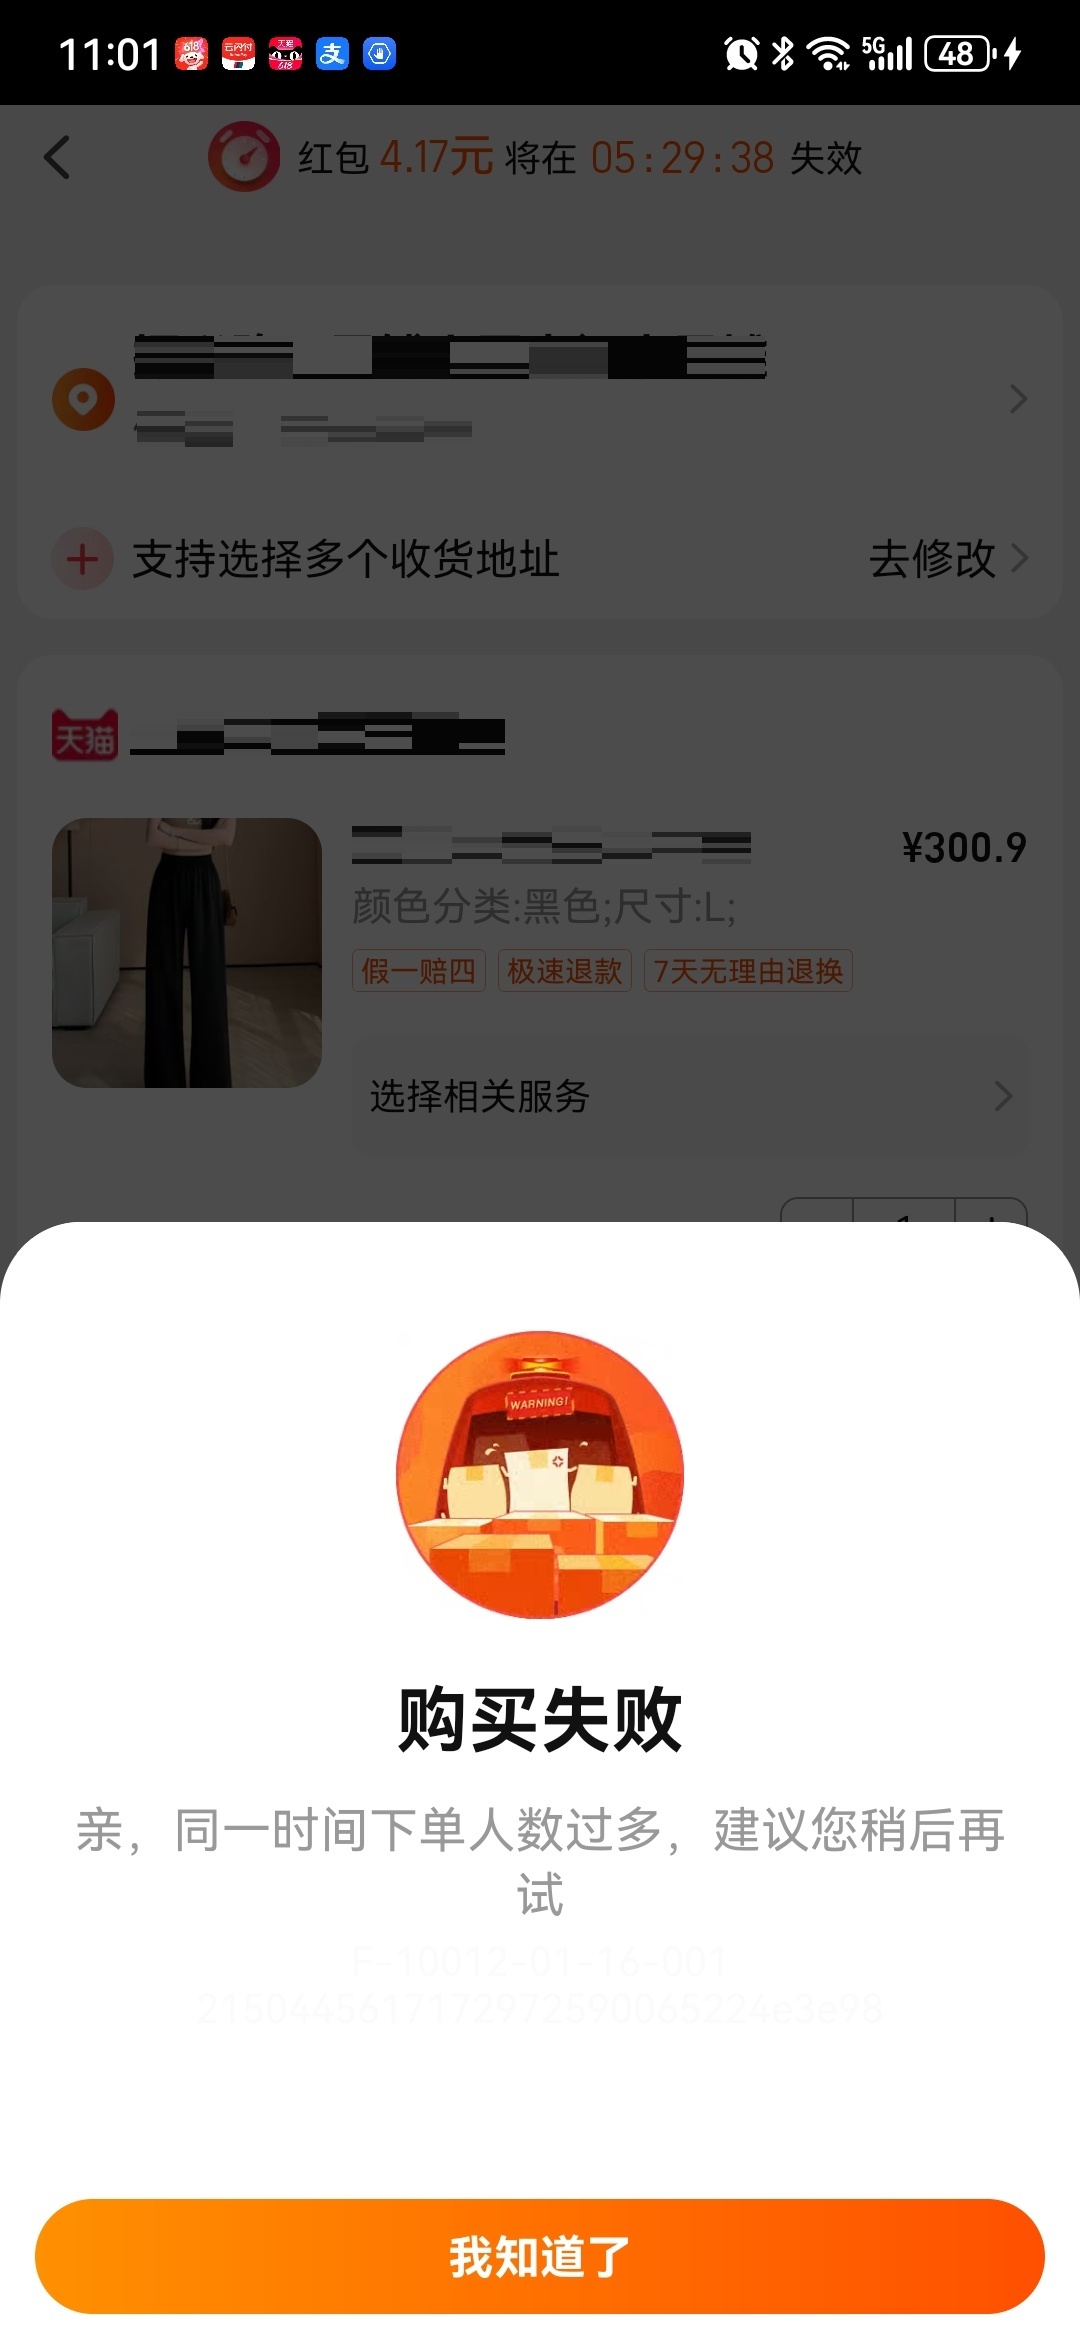 11:01
5G
48
红包 4.17元 将在 05:29:38 失效
支持选择多个收货地址
去修改
天猫
¥300.9
颜色分类:黑色;尺寸:L;
假一赔四 极速退款 7天无理由退换
选择相关服务
WARNING!
购买失败
亲，同一时间下单人数过多，建议您稍后再
试
F-10012-01-16-001
2150445617172972590065224e3e98
我知道了